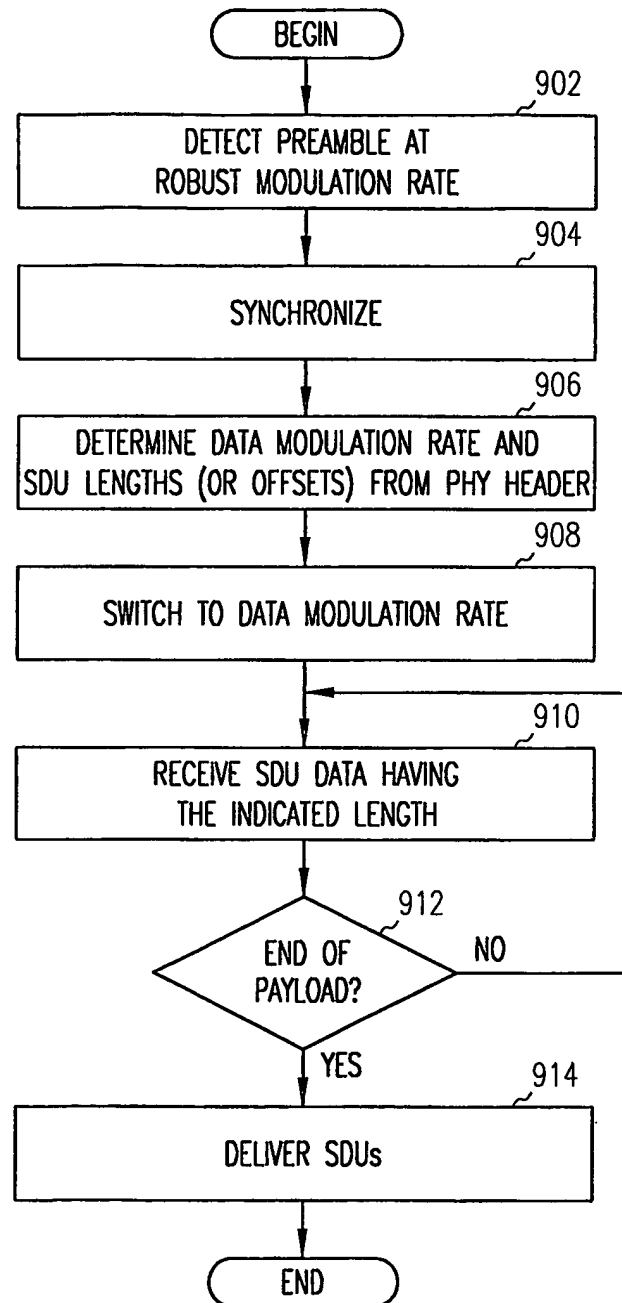 BEGIN
902
DETECT PREAMBLE AT
ROBUST MODULATION RATE
904
SYNCHRONIZE
906
DETERMINE DATA MODULATION RATE AND
SDU LENGTHS (OR OFFSETS) FROM PHY HEADER
908
SWITCH TO DATA MODULATION RATE
910
RECEIVE SDU DATA HAVING
THE INDICATED LENGTH
912
END OF
PAYLOAD?
NO
YES
914
DELIVER SDUs
END